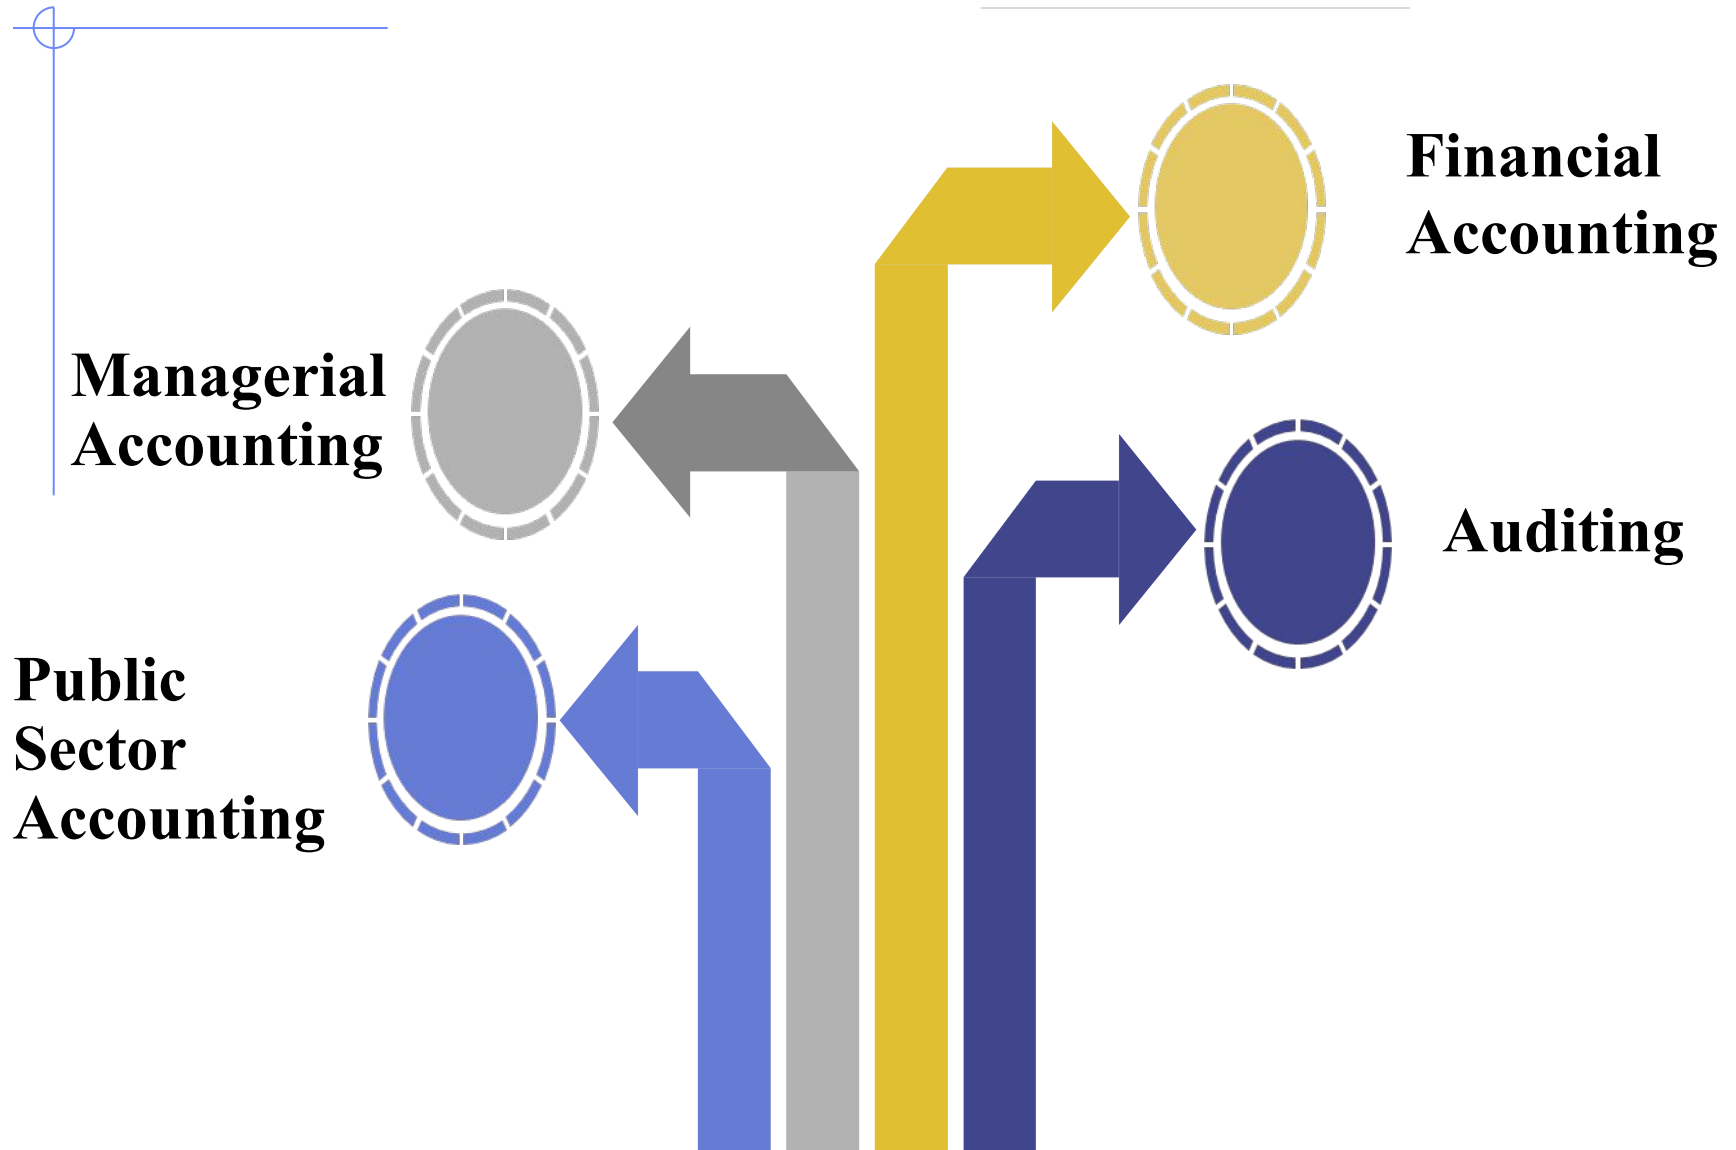 Financial
Accounting
Managerial
Accounting
Auditing
Public
Sector
Accounting